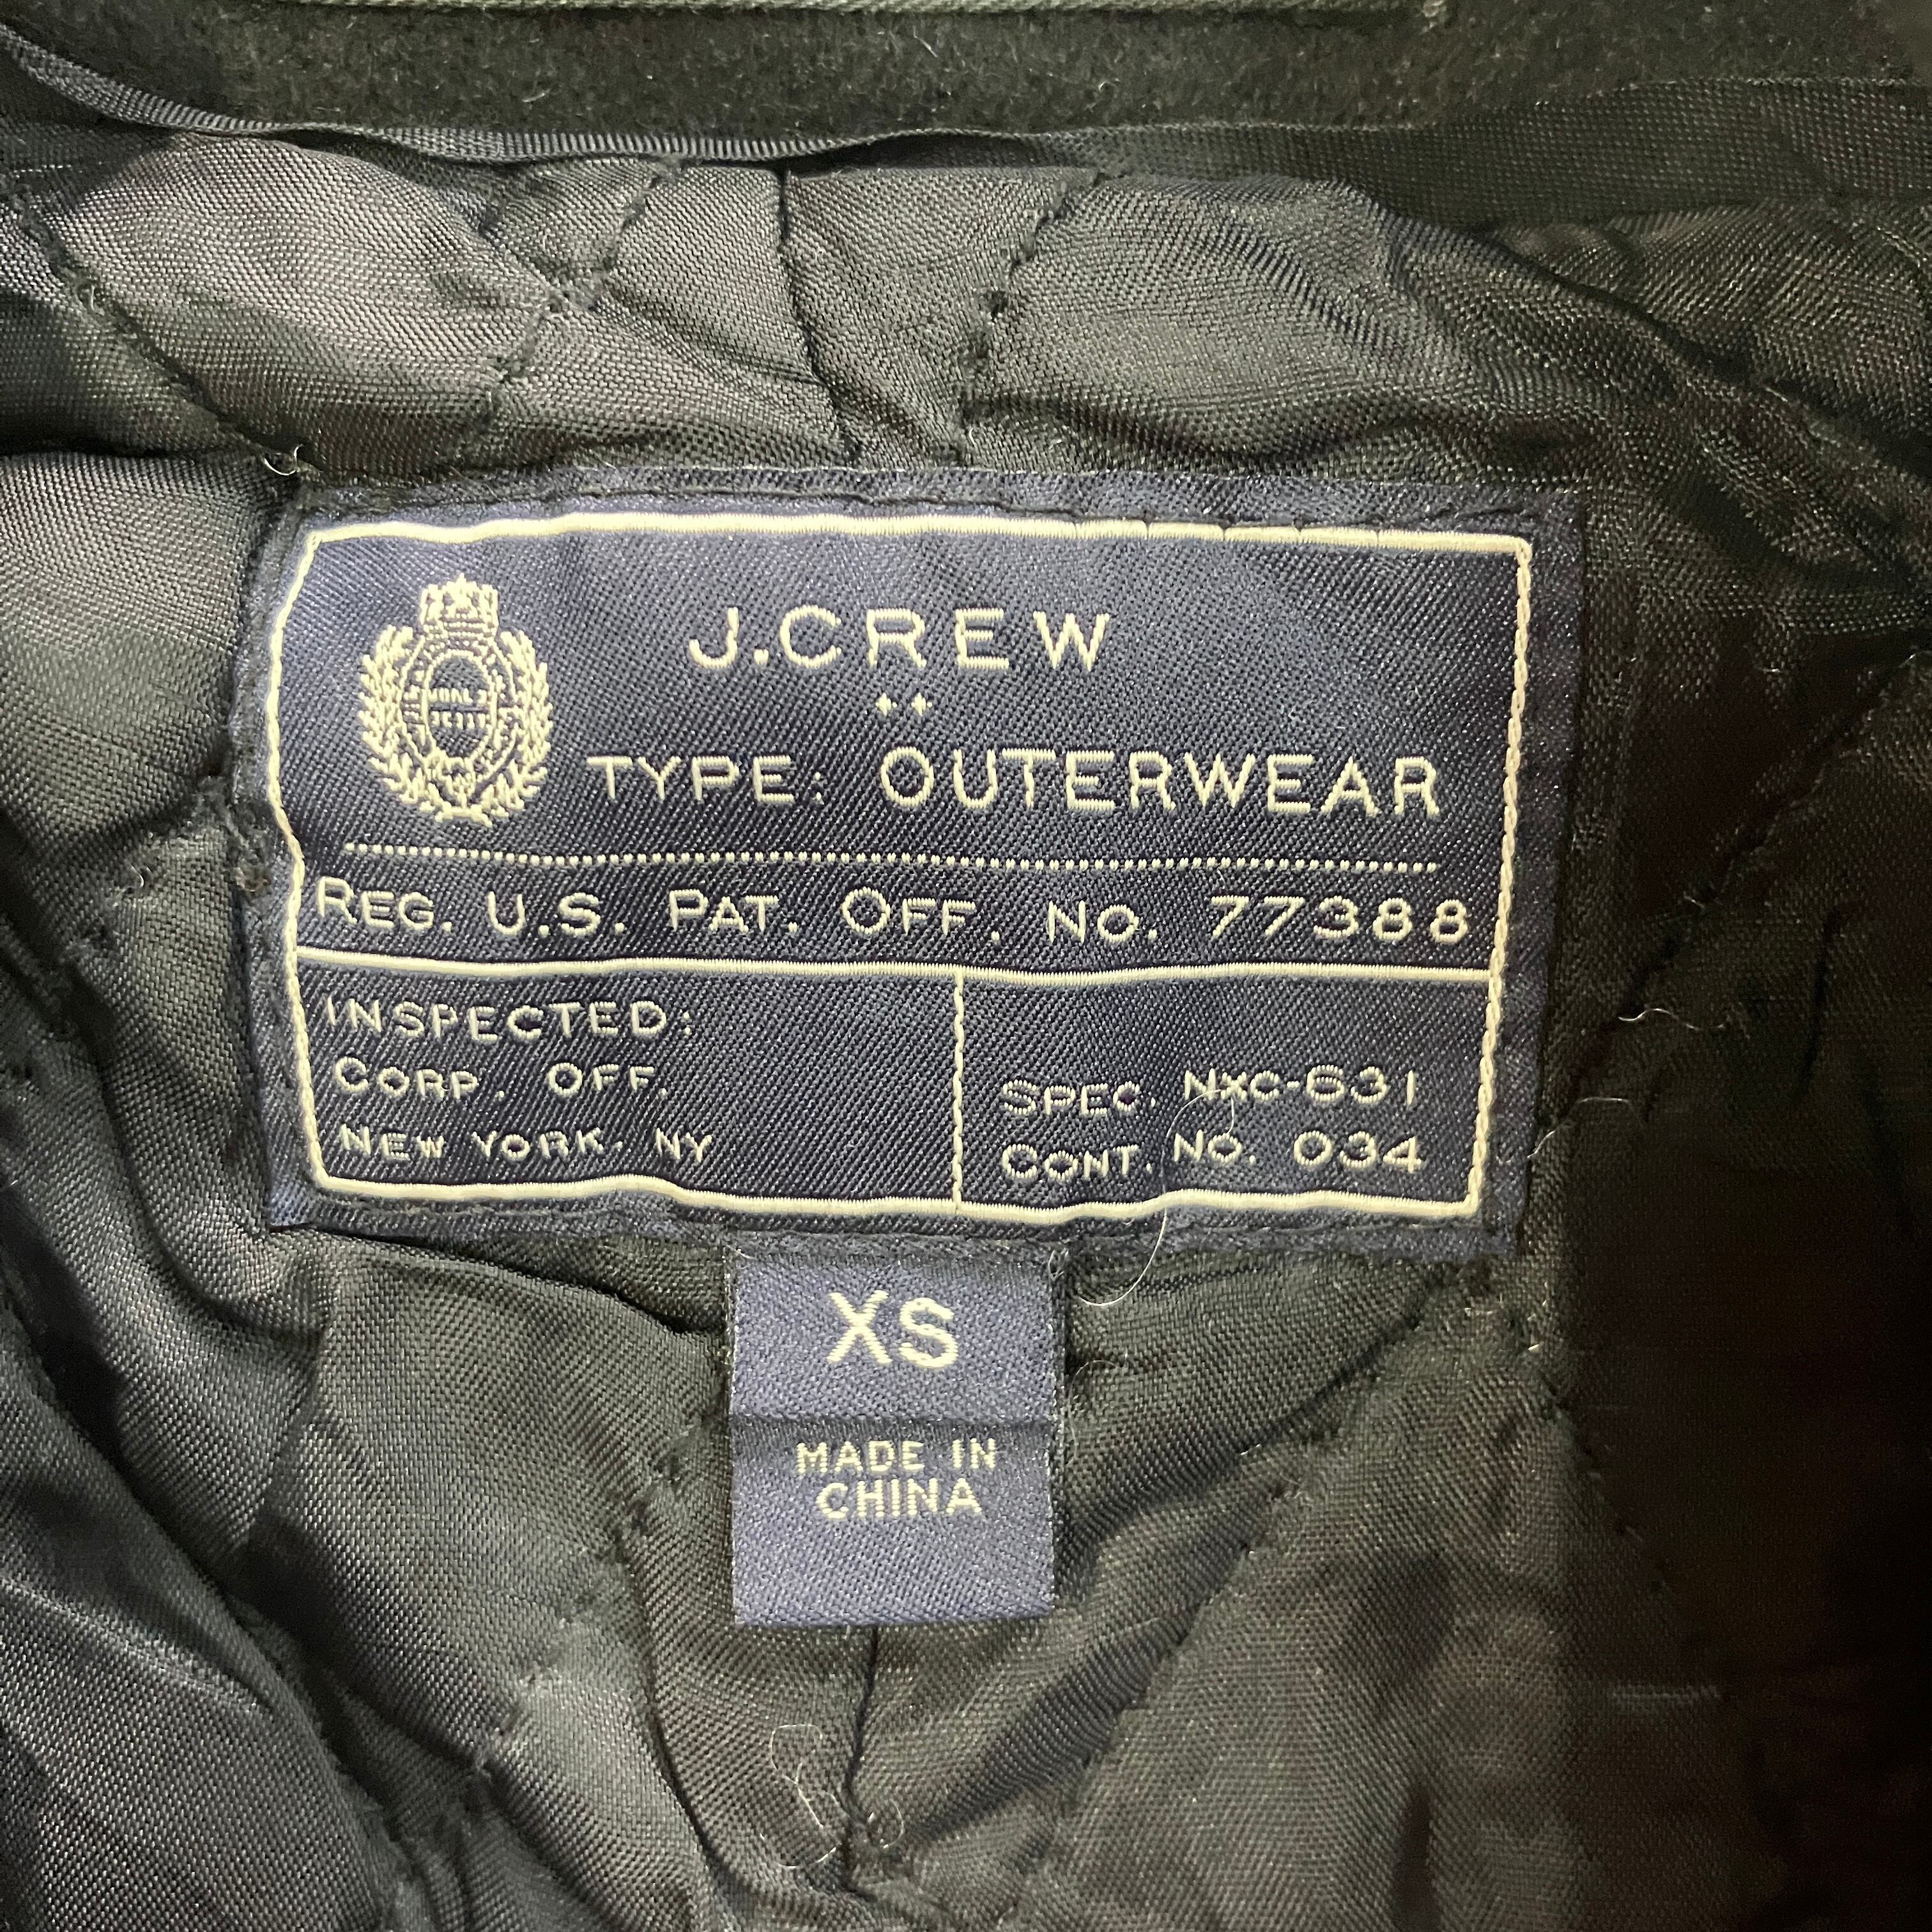 J.CREW
TYPE: OUTERWEAR
REG. U.S. PAT. OFF. NO. 77388
INSPECTED:
CORP. OFF.
NEW YORK, NY
SPEC. NXC-631
CONT. NO. 034
XS
MADE IN
CHINA